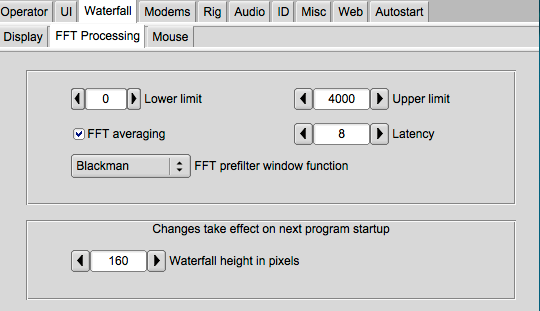 Operator UI Waterfall Modems Rig Audio ID Misc Web Autostart
Display FFT Processing Mouse
0 Lower limit 4000 Upper limit
FFT averaging 8 Latency
Blackman FFT prefilter window function
Changes take effect on next program startup
160 Waterfall height in pixels